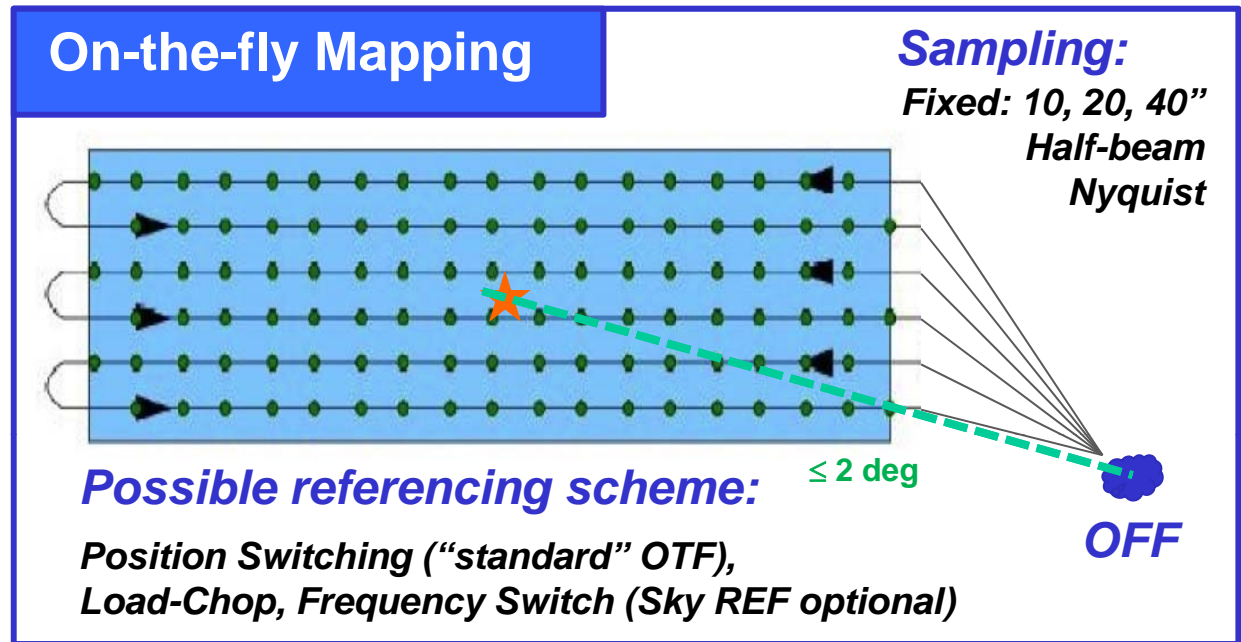 On-the-fly Mapping
Sampling:
Fixed: 10, 20, 40”
Half-beam
Nyquist
≤ 2 deg
OFF
Possible referencing scheme:
Position Switching (“standard” OTF),
Load-Chop, Frequency Switch (Sky REF optional)